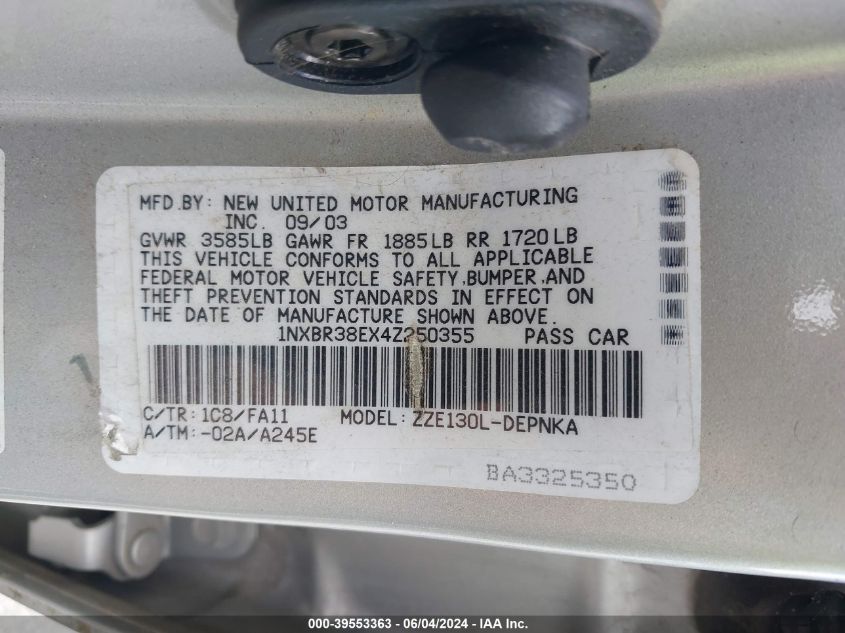 MFD.BY: NEW UNITED MOTOR MANUFACTURING
INC. 09/03
GVWR 3585LB GAWR FR 1885LB RR 1720LB
THIS VEHICLE CONFORMS TO ALL APPLICABLE
FEDERAL MOTOR VEHICLE SAFETY,BUMPER,AND
THEFT PREVENTION STANDARDS IN EFFECT ON
THE DATE OF MANUFACTURE SHOWN ABOVE.
1NXBR38EX4Z250355 PASS CAR
C/TR:1C8/FA11 MODEL:ZZE130L-DEPNKA
A/TM:-02A/A245E
BA3325350
000-39553363 - 06/04/2024 - IAA Inc.